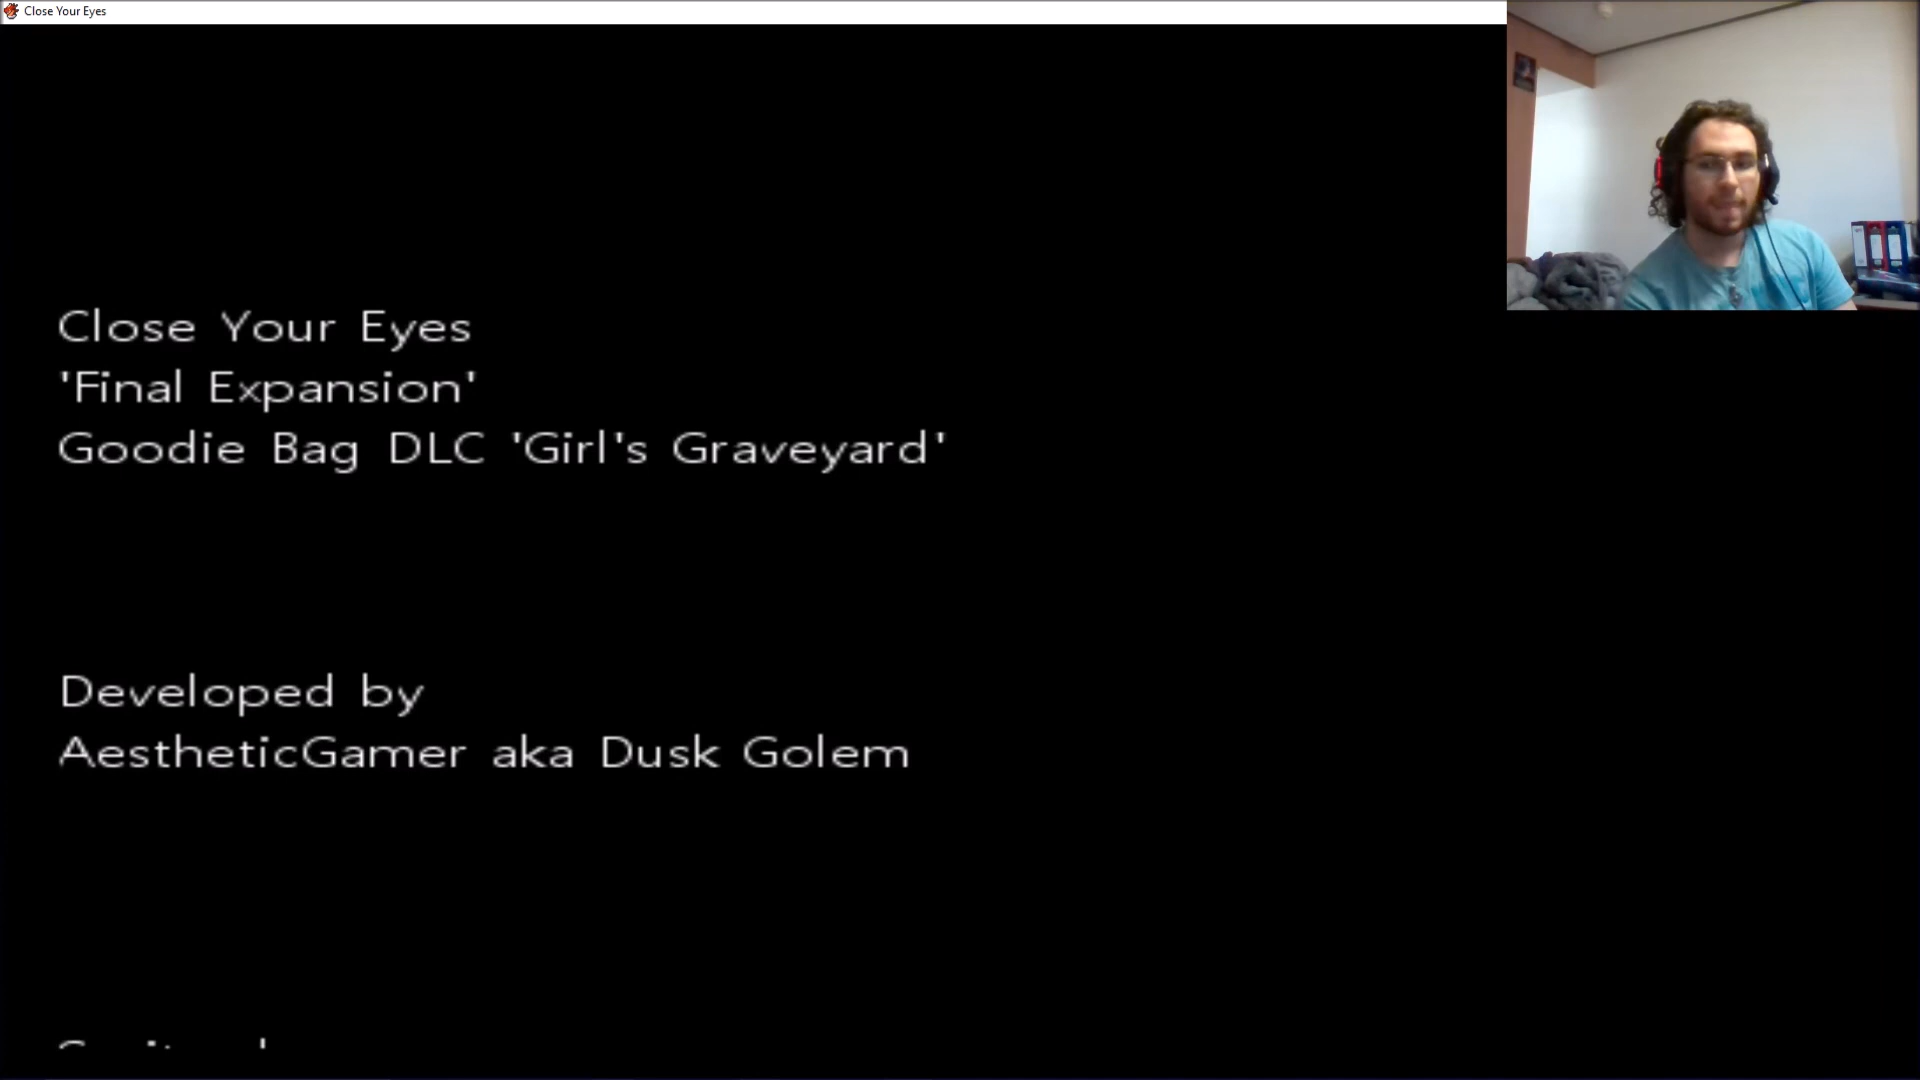 Close Your Eyes
Close Your Eyes
'Final Expansion'
Goodie Bag DLC 'Girl's Graveyard'
Developed by
AestheticGamer aka Dusk Golem